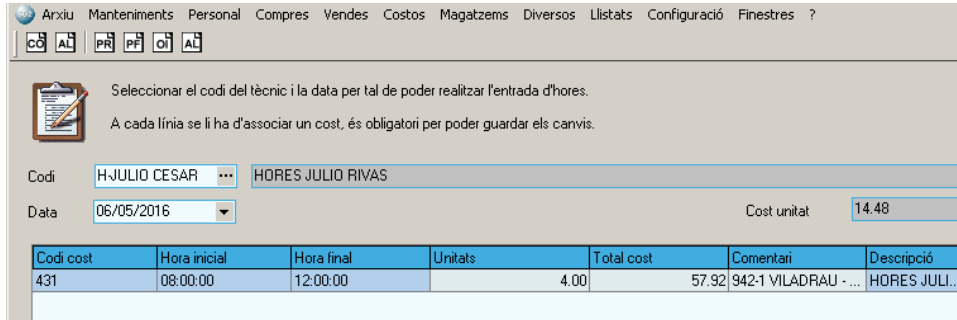 Arxiu Manteniments Personal Compres Vendes Costos Magatzems Diversos Llistats Configuració Finestres ?
CO AL PR PF OI AL
Seleccionar el codi del tècnic i la data per tal de poder realitzar l'entrada d'hores.
A cada línia se li ha d'associar un cost, és obligatori per poder guardar els canvis.
Codi H-JULIO CESAR ... HORES JULIO RIVAS
Data 06/05/2016 Cost unitat 14.48
Codi cost Hora inicial Hora final Unitats Total cost Comentari Descripció
431 08:00:00 12:00:00 4.00 57.92 942-1 VILADRAU - ... HORES JULI...